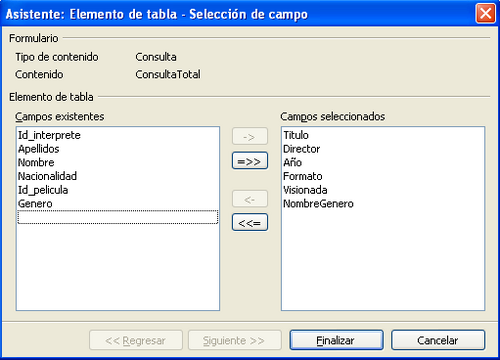 Asistente: Elemento de tabla - Selección de campo
Formulario
Tipo de contenido Consulta
Contenido ConsultaTotal
Elemento de tabla
Campos existentes
Id_interprete
Apellidos
Nombre
Nacionalidad
Id_pelicula
Genero
->
=>>
<-
<<=
Campos seleccionados
Titulo
Director
Año
Formato
Visionada
NombreGenero
<< Regresar Siguiente >> Finalizar Cancelar